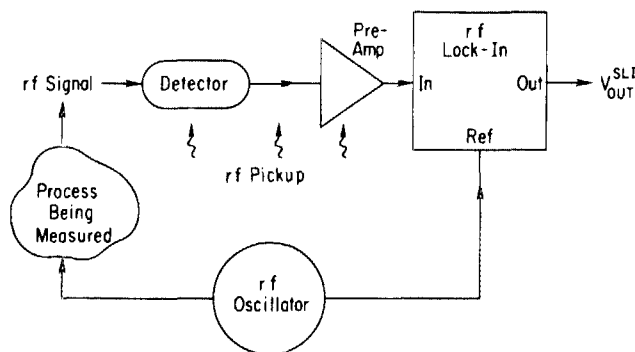 Pre-
Amp
rf
Lock-In
rf Signal
Detector
In
Out
V_OUT^SLI
Ref
rf Pickup
Process
Being
Measured
rf
Oscillator